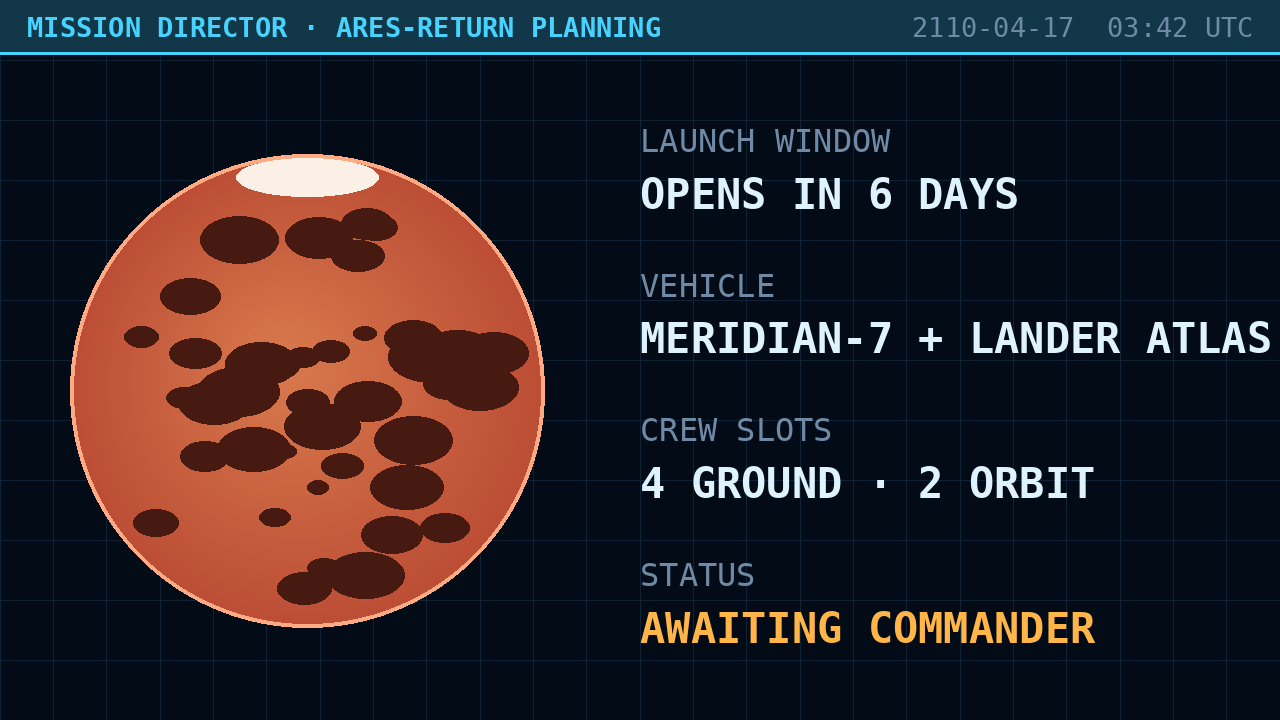 MISSION DIRECTOR · ARES-RETURN PLANNING 2110-04-17 03:42 UTC
LAUNCH WINDOW
OPENS IN 6 DAYS
VEHICLE
MERIDIAN-7 + LANDER ATLAS
CREW SLOTS
4 GROUND · 2 ORBIT
STATUS
AWAITING COMMANDER